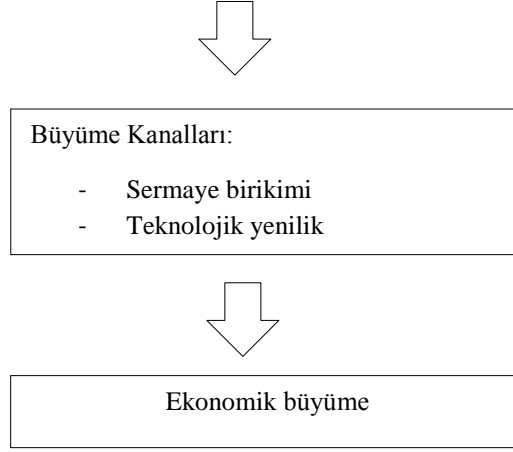 Büyüme Kanalları:
- Sermaye birikimi
- Teknolojik yenilik
Ekonomik büyüme